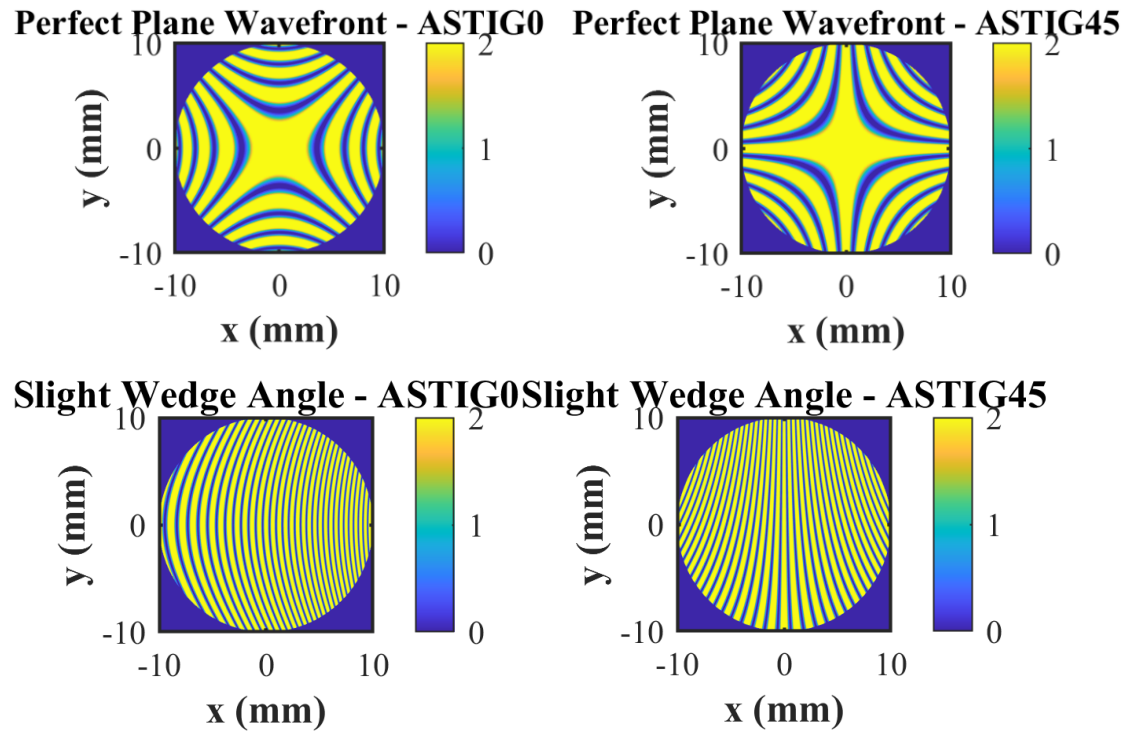 Perfect Plane Wavefront - ASTIG0
10
0
-10
y (mm)
-10 0 10
x (mm)
2
1
0
Perfect Plane Wavefront - ASTIG45
10
0
-10
y (mm)
-10 0 10
x (mm)
2
1
0
Slight Wedge Angle - ASTIG0
10
0
-10
y (mm)
-10 0 10
x (mm)
2
1
0
Slight Wedge Angle - ASTIG45
10
0
-10
y (mm)
-10 0 10
x (mm)
2
1
0